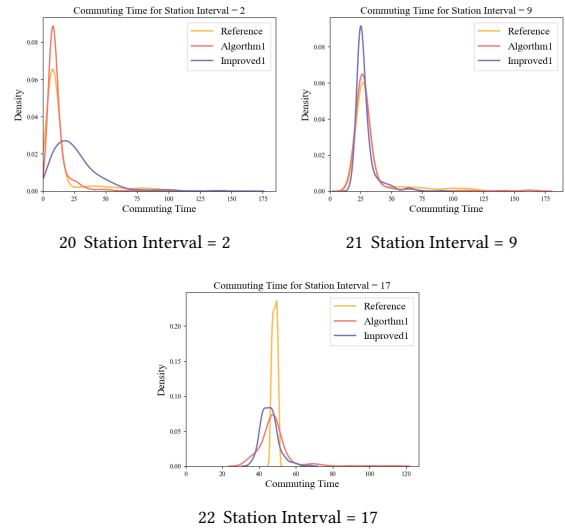 Commuting Time for Station Interval = 2
Reference
Algorthm1
Improved1
Density
0.08
0.06
0.04
0.02
0.00
0 25 50 75 100 125 150 175
Commuting Time
20 Station Interval = 2
Commuting Time for Station Interval = 9
Reference
Algorthm1
Improved1
Density
0.08
0.06
0.04
0.02
0.00
0 25 50 75 100 125 150 175
Commuting Time
21 Station Interval = 9
Commuting Time for Station Interval = 17
Reference
Algorthm1
Improved1
Density
0.20
0.15
0.10
0.05
0.00
20 40 60 80 100 120
Commuting Time
22 Station Interval = 17